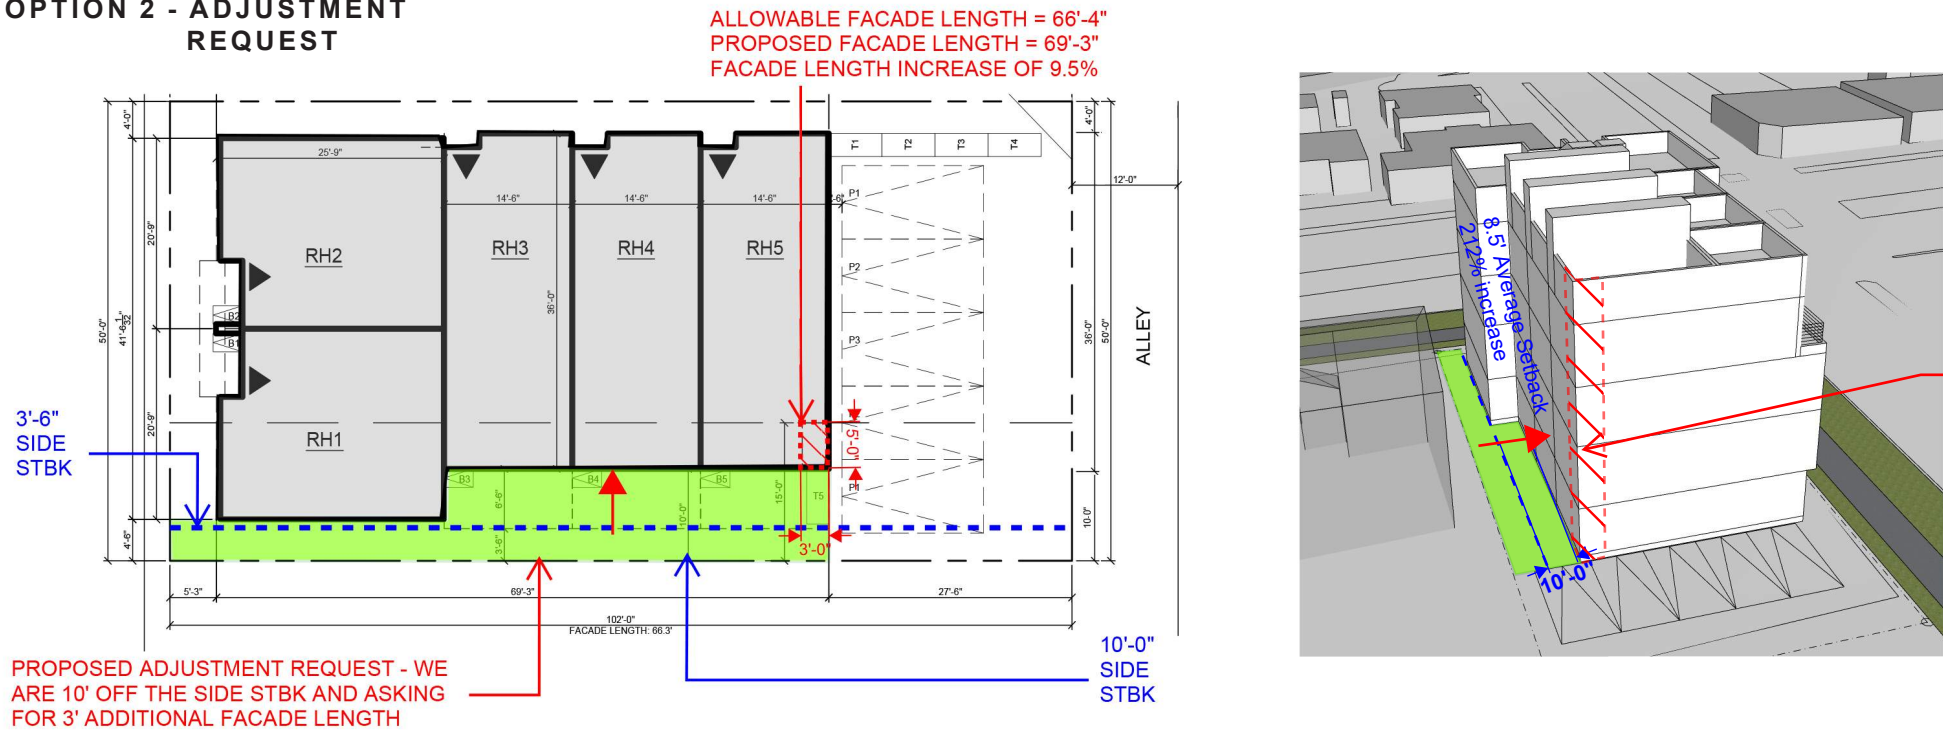 OPTION 2 - ADJUSTMENT
REQUEST
ALLOWABLE FACADE LENGTH = 66'-4"
PROPOSED FACADE LENGTH = 69'-3"
FACADE LENGTH INCREASE OF 9.5%
4'-0"
25'-9"
20'-9"
50'-0"
41'-6 1/32"
20'-9"
4'-6"
RH2
RH1
B2
B1
14'-6"
14'-6"
14'-6"
36'-0"
RH3
RH4
RH5
T1
T2
T3
T4
P1
P2
P3
P4
T5
4'-0"
12'-0"
36'-0"
50'-0"
10'-0"
ALLEY
3'-6"
SIDE
STBK
B3
B4
B5
6'-6"
3'-6"
10'-0"
15'-0"
5'-0"
3'-0"
5'-3"
69'-3"
27'-6"
102'-0"
FACADE LENGTH: 66.3'
PROPOSED ADJUSTMENT REQUEST - WE
ARE 10' OFF THE SIDE STBK AND ASKING
FOR 3' ADDITIONAL FACADE LENGTH
10'-0"
SIDE
STBK
8.5' Average Setback
212% increase
10'-0"